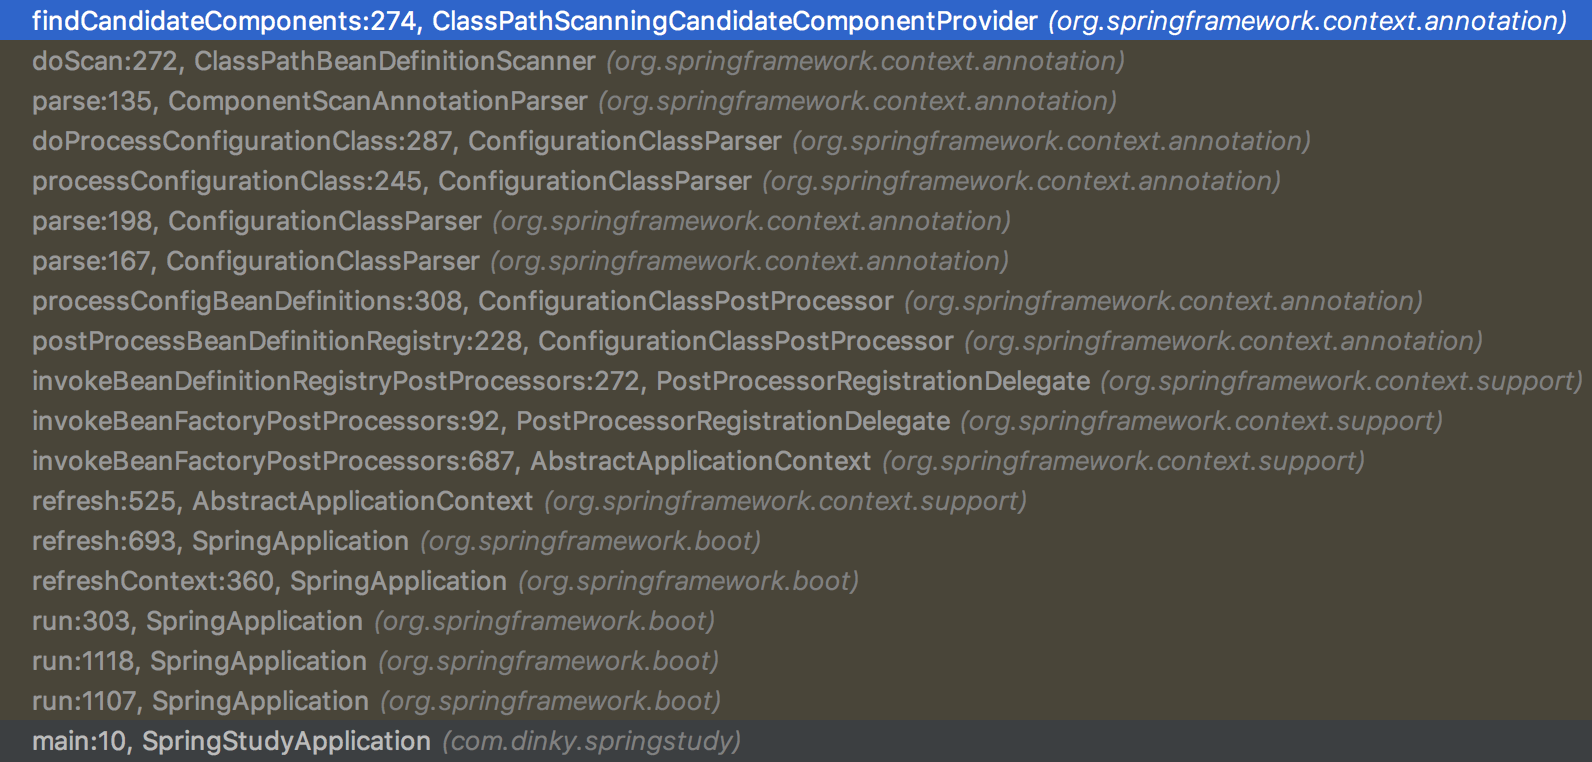 findCandidateComponents:274, ClassPathScanningCandidateComponentProvider (org.springframework.context.annotation)
doScan:272, ClassPathBeanDefinitionScanner (org.springframework.context.annotation)
parse:135, ComponentScanAnnotationParser (org.springframework.context.annotation)
doProcessConfigurationClass:287, ConfigurationClassParser (org.springframework.context.annotation)
processConfigurationClass:245, ConfigurationClassParser (org.springframework.context.annotation)
parse:198, ConfigurationClassParser (org.springframework.context.annotation)
parse:167, ConfigurationClassParser (org.springframework.context.annotation)
processConfigBeanDefinitions:308, ConfigurationClassPostProcessor (org.springframework.context.annotation)
postProcessBeanDefinitionRegistry:228, ConfigurationClassPostProcessor (org.springframework.context.annotation)
invokeBeanDefinitionRegistryPostProcessors:272, PostProcessorRegistrationDelegate (org.springframework.context.support)
invokeBeanFactoryPostProcessors:92, PostProcessorRegistrationDelegate (org.springframework.context.support)
invokeBeanFactoryPostProcessors:687, AbstractApplicationContext (org.springframework.context.support)
refresh:525, AbstractApplicationContext (org.springframework.context.support)
refresh:693, SpringApplication (org.springframework.boot)
refreshContext:360, SpringApplication (org.springframework.boot)
run:303, SpringApplication (org.springframework.boot)
run:1118, SpringApplication (org.springframework.boot)
run:1107, SpringApplication (org.springframework.boot)
main:10, SpringStudyApplication (com.dinky.springstudy)